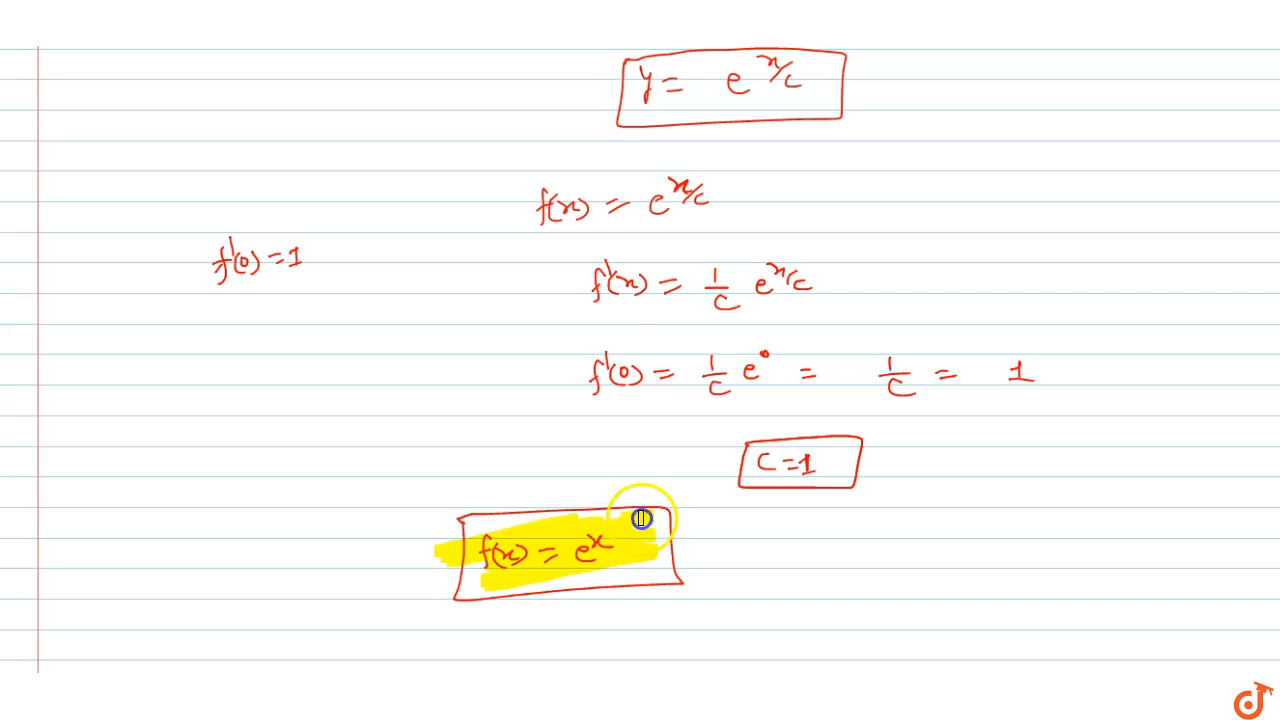 y = e^{x/c}
f(x) = e^{x/c}
f'(0) = 1
f'(x) = 1/c e^{x/c}
f'(0) = 1/c e^0 = 1/c = 1
c = 1
f(x) = e^x